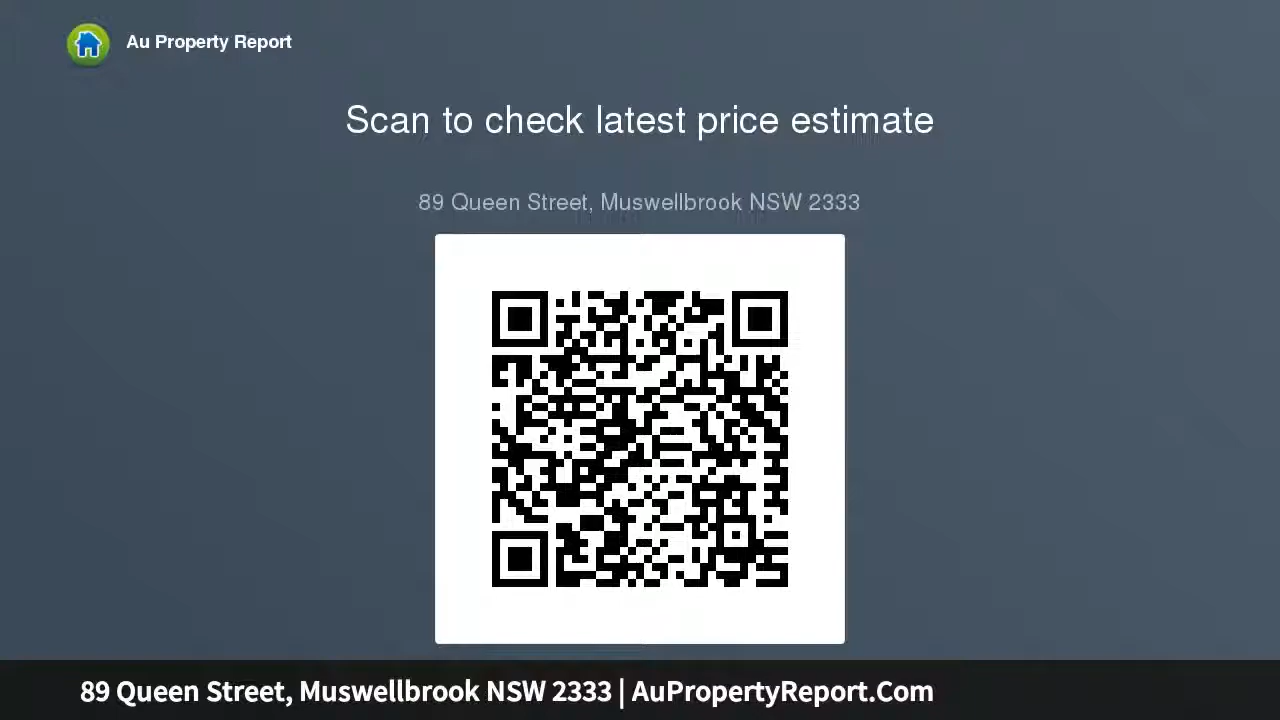 Au Property Report
Scan to check latest price estimate
89 Queen Street, Muswellbrook NSW 2333
89 Queen Street, Muswellbrook NSW 2333 | AuPropertyReport.Com